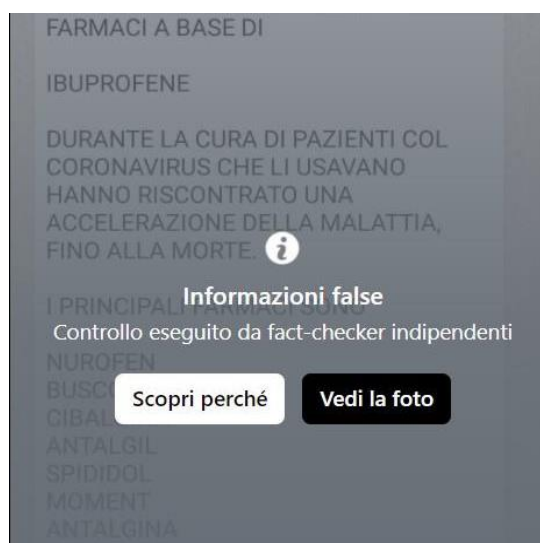 FARMACI A BASE DI
IBUPROFENE
DURANTE LA CURA DI PAZIENTI COL
CORONAVIRUS CHE LI USAVANO
HANNO RISCONTRATO UNA
ACCELERAZIONE DELLA MALATTIA,
FINO ALLA MORTE.
Informazioni false
I PRINCIPALI FARMACI SONO
Controllo eseguito da fact-checker indipendenti
NUROFEN
Scopri perché
Vedi la foto
ANTALGIL
SPIDIDOL
MOMENT
ANTALGINA